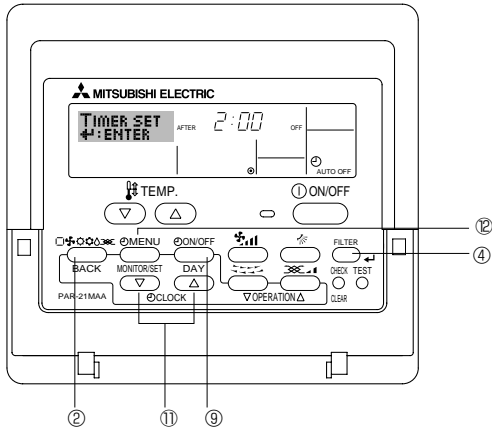 MITSUBISHI ELECTRIC
TIMER SET
↵:ENTER
AFTER 2:00 OFF
AUTO OFF
TEMP. ON/OFF
MENU ON/OFF FILTER
BACK MONITOR/SET DAY CHECK TEST
PAR-21MAA CLOCK ▽OPERATION△ CLEAR
⑫
④
② ⑪ ⑨